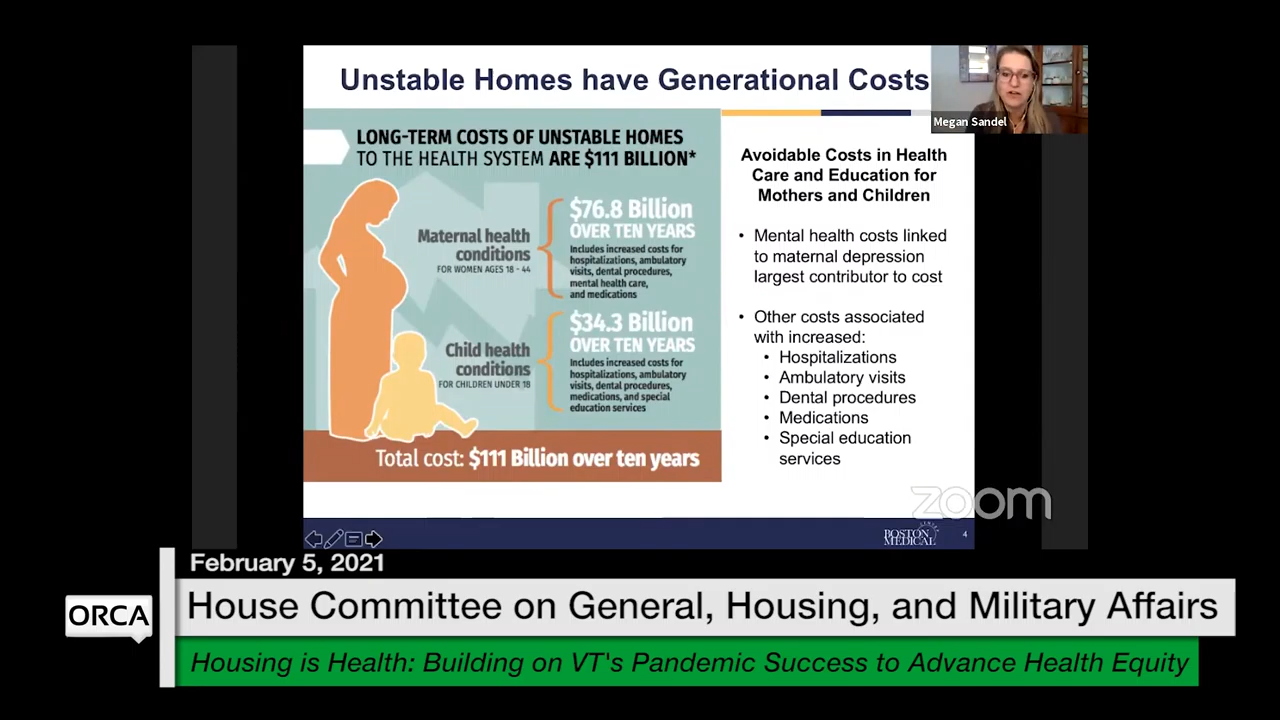 Unstable Homes have Generational Costs
Megan Sandel
LONG-TERM COSTS OF UNSTABLE HOMES
TO THE HEALTH SYSTEM ARE $111 BILLION*
Maternal health
conditions
FOR WOMEN AGES 18 - 44
$76.8 Billion
OVER TEN YEARS
Includes increased costs for
hospitalizations, ambulatory
visits, dental procedures,
mental health care,
and medications
Child health
conditions
FOR CHILDREN UNDER 18
$34.3 Billion
OVER TEN YEARS
Includes increased costs for
hospitalizations, ambulatory
visits, dental procedures,
medications, and special
education services
Total cost: $111 Billion over ten years
Avoidable Costs in Health
Care and Education for
Mothers and Children
• Mental health costs linked
to maternal depression
largest contributor to cost
• Other costs associated
with increased:
• Hospitalizations
• Ambulatory visits
• Dental procedures
• Medications
• Special education
services
zoom
BOSTON
MEDICAL
4
February 5, 2021
ORCA
House Committee on General, Housing, and Military Affairs
Housing is Health: Building on VT's Pandemic Success to Advance Health Equity